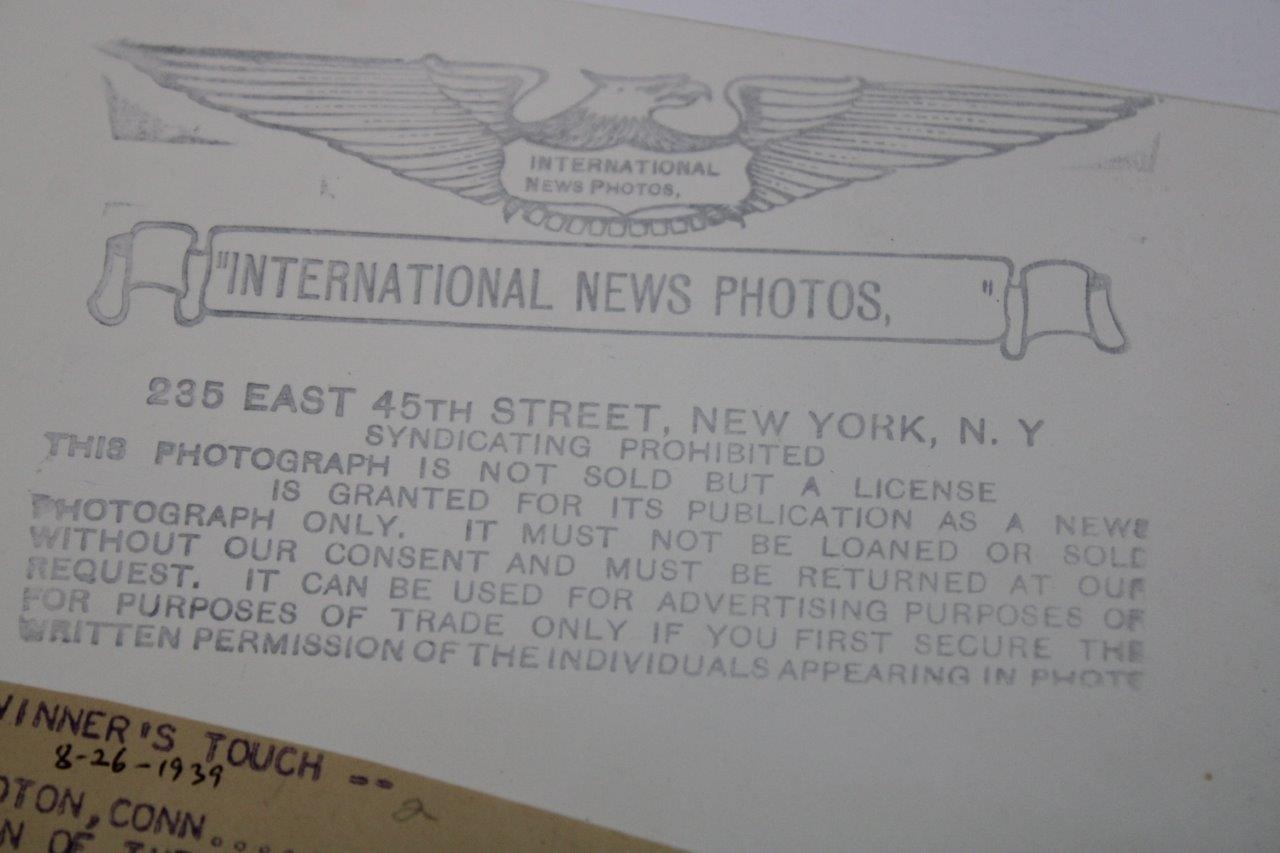 INTERNATIONAL
NEWS PHOTOS,
"INTERNATIONAL NEWS PHOTOS, "
235 EAST 45TH STREET, NEW YORK, N. Y
SYNDICATING PROHIBITED
THIS PHOTOGRAPH IS NOT SOLD BUT A LICENSE
IS GRANTED FOR ITS PUBLICATION AS A NEWS
PHOTOGRAPH ONLY. IT MUST NOT BE LOANED OR SOLD
WITHOUT OUR CONSENT AND MUST BE RETURNED AT OUR
REQUEST. IT CAN BE USED FOR ADVERTISING PURPOSES OR
FOR PURPOSES OF TRADE ONLY IF YOU FIRST SECURE THE
WRITTEN PERMISSION OF THE INDIVIDUALS APPEARING IN PHOTO
WINNER'S TOUCH --
8-26-1939
2
CONN....
OF